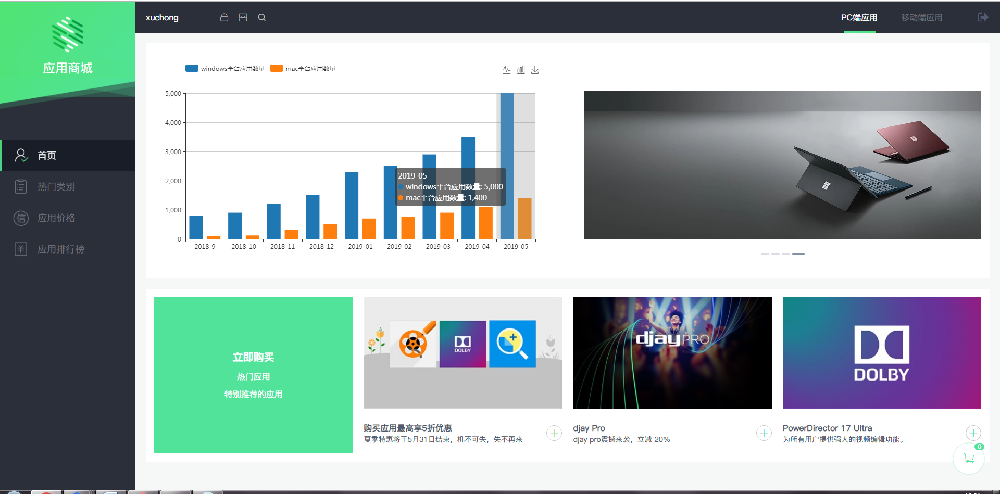 应用商城
首页
热门类别
信 应用价格
应用排行榜
xuchong
PC端应用
移动端应用
windows平台应用数量 mac平台应用数量
5,000
4,000
3,000
2,000
1,000
0
2018-9 2018-10 2018-11 2018-12 2019-01 2019-02 2019-03 2019-04 2019-05
2019-05
windows平台应用数量: 5,000
mac平台应用数量: 1,400
立即购买
热门应用
特别推荐的应用
DOLBY
购买应用最高享5折优惠
夏季特惠将于5月31日结束，机不可失，失不再来
djay PRO
djay Pro
djay pro震撼来袭，立减 20%
DOLBY
PowerDirector 17 Ultra
为所有用户提供强大的视频编辑功能。
0